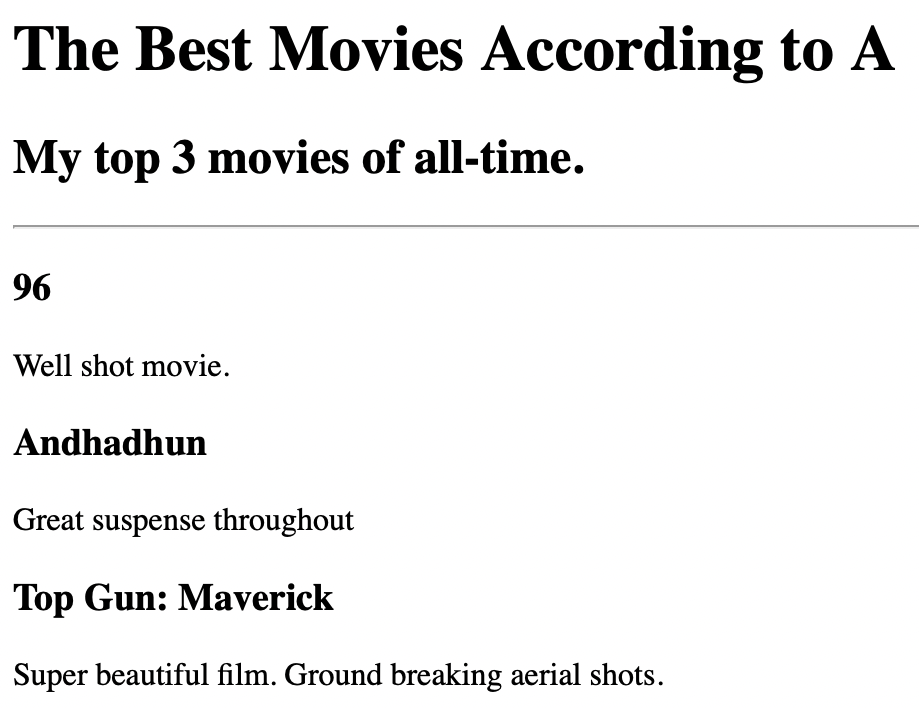 The Best Movies According to A
My top 3 movies of all-time.
96
Well shot movie.
Andhadhun
Great suspense throughout
Top Gun: Maverick
Super beautiful film. Ground breaking aerial shots.